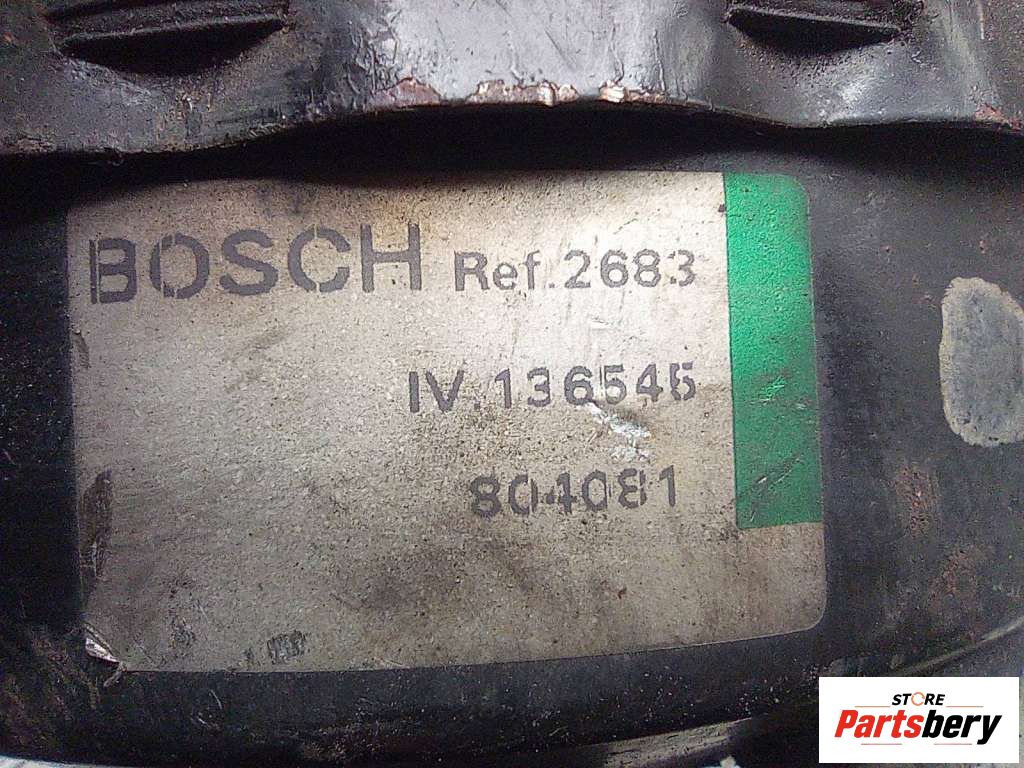 BOSCH Ref.2683
IV.136545
804081
STORE
Partsbery